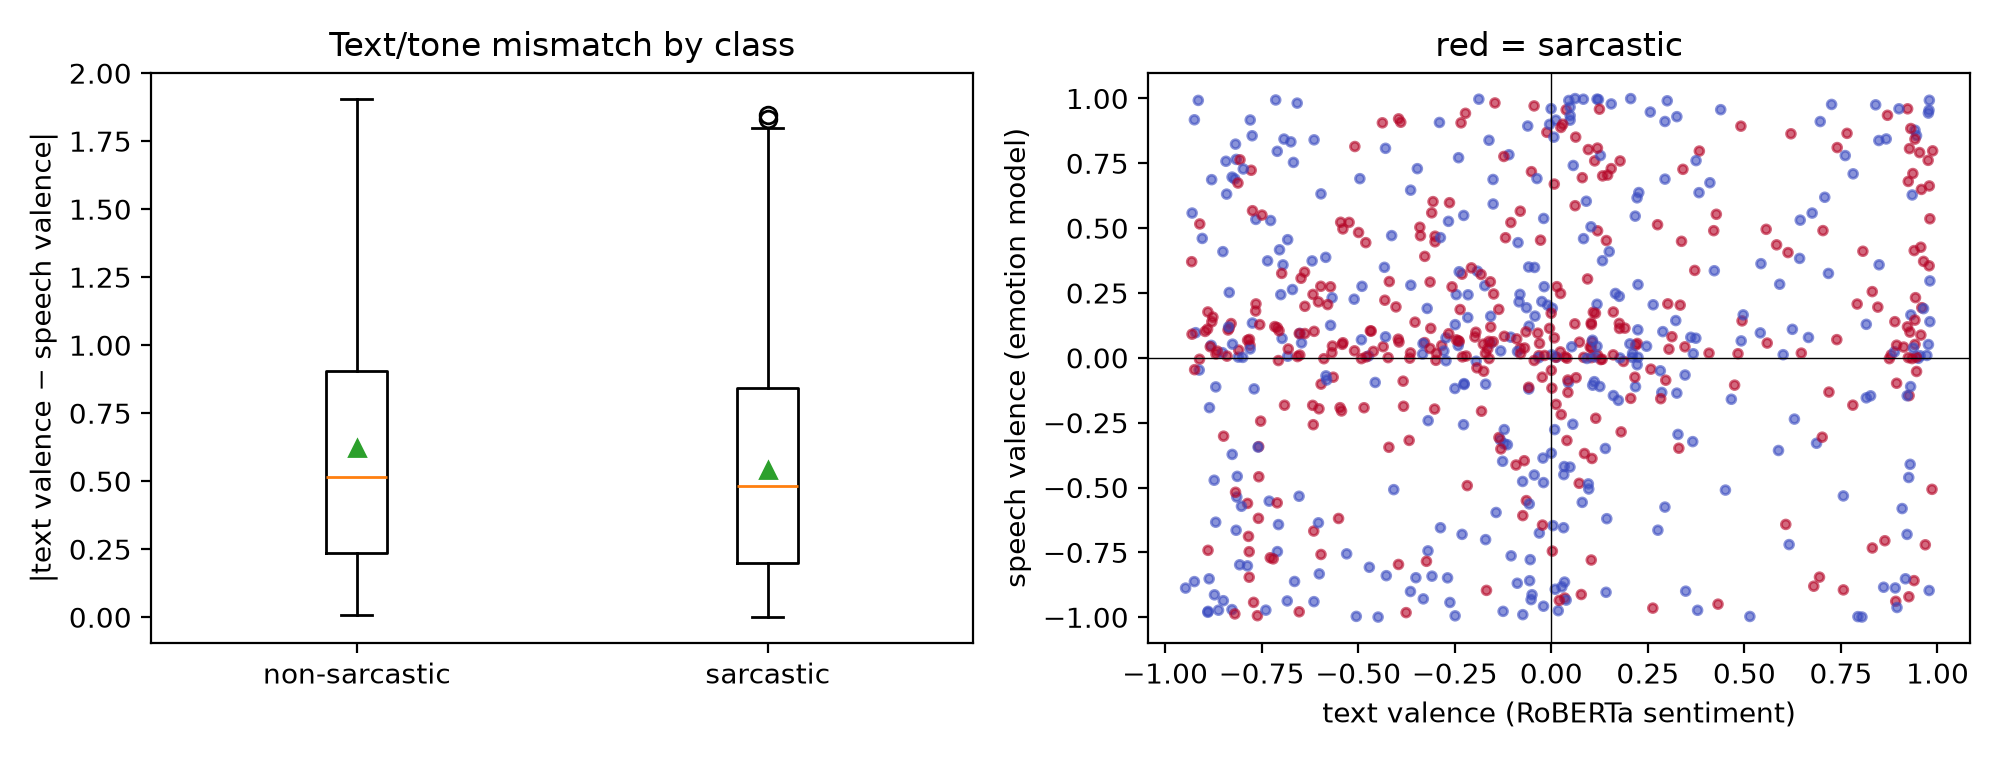 Text/tone mismatch by class
|text valence − speech valence|
2.00
1.75
1.50
1.25
1.00
0.75
0.50
0.25
0.00
non-sarcastic
sarcastic
red = sarcastic
speech valence (emotion model)
1.00
0.75
0.50
0.25
0.00
−0.25
−0.50
−0.75
−1.00
−1.00 −0.75 −0.50 −0.25 0.00 0.25 0.50 0.75 1.00
text valence (RoBERTa sentiment)